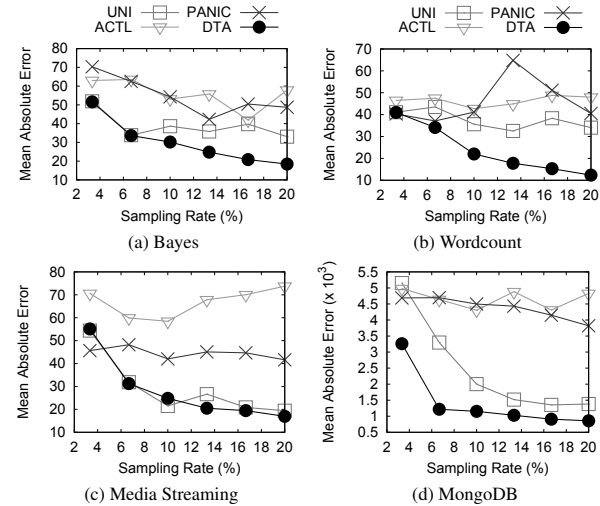 UNI PANIC UNI PANIC
ACTL DTA ACTL DTA
80
70
60
50
40
30
20
10
Mean Absolute Error
2 4 6 8 10 12 14 16 18 20
Sampling Rate (%)
(a) Bayes
70
60
50
40
30
20
10
Mean Absolute Error
2 4 6 8 10 12 14 16 18 20
Sampling Rate (%)
(b) Wordcount
80
70
60
50
40
30
20
10
Mean Absolute Error
2 4 6 8 10 12 14 16 18 20
Sampling Rate (%)
(c) Media Streaming
5.5
5
4.5
4
3.5
3
2.5
2
1.5
1
0.5
Mean Absolute Error (x 10³)
2 4 6 8 10 12 14 16 18 20
Sampling Rate (%)
(d) MongoDB